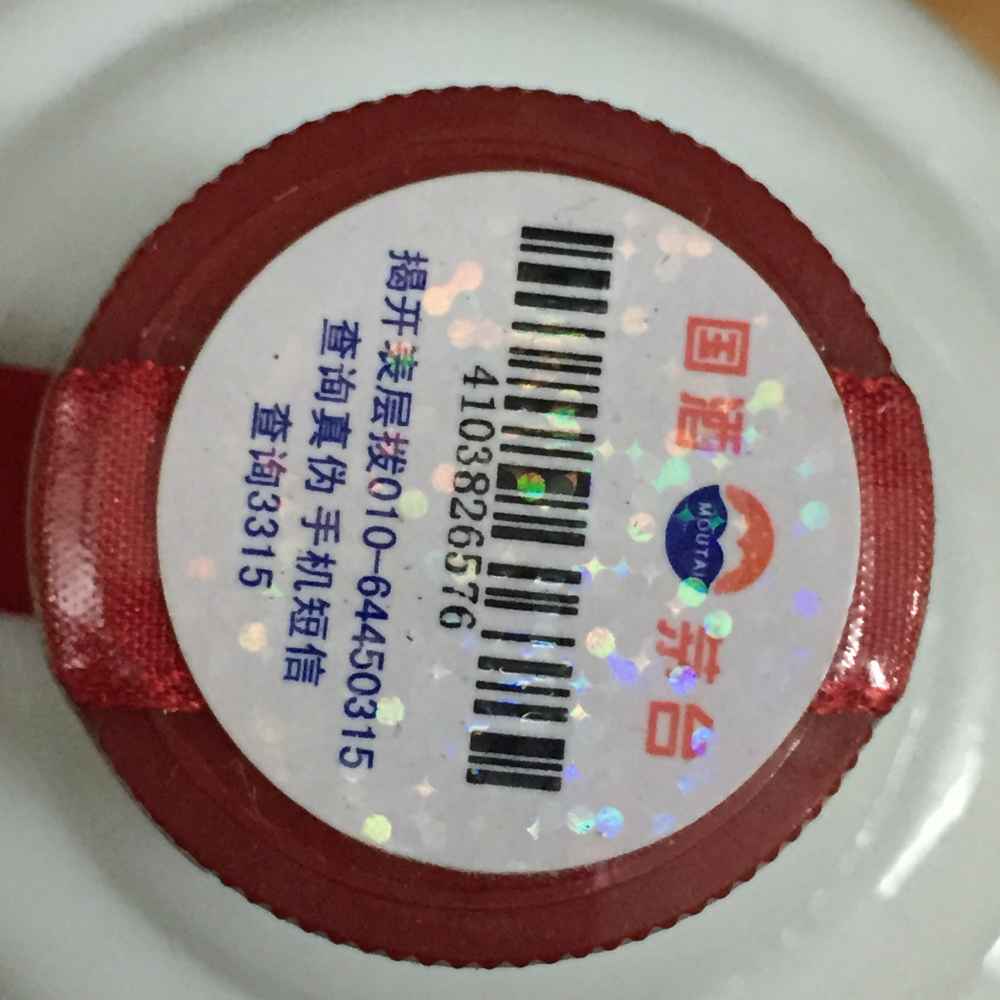 国酒 茅台
MOUTAI
4103826576
揭开表层拨010-64450315
查询真伪 手机短信
查询3315